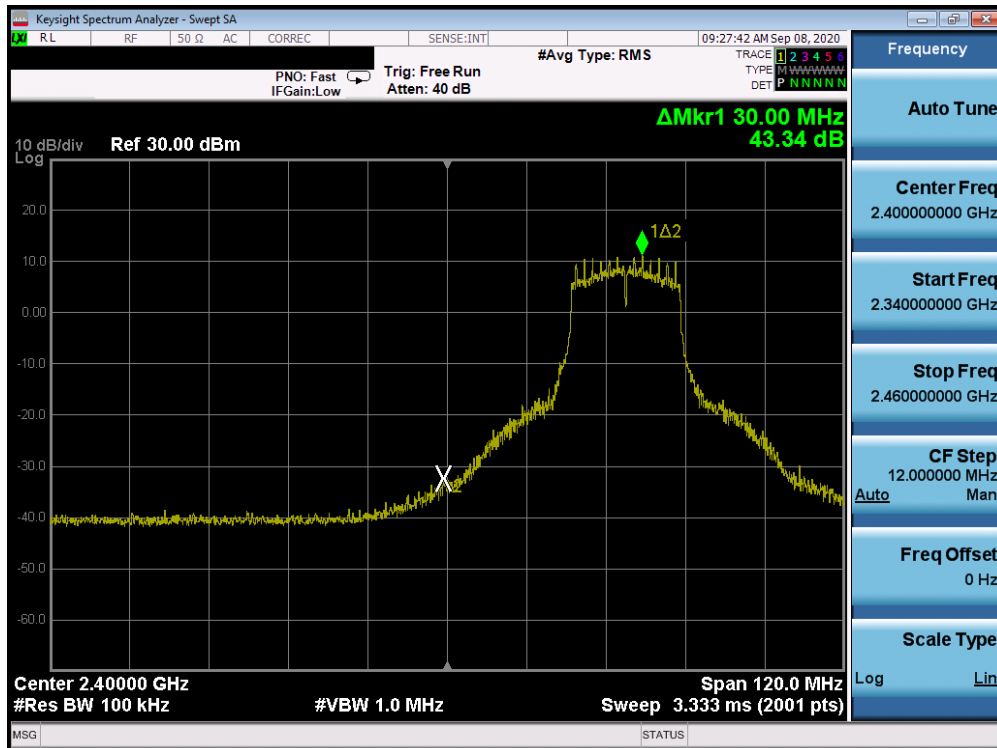 Keysight Spectrum Analyzer - Swept SA
LXI RL RF 50 Ω AC CORREC SENSE:INT 09:27:42 AM Sep 08, 2020
PNO: Fast
IFGain:Low
Trig: Free Run
Atten: 40 dB
#Avg Type: RMS
TRACE 1 2 3 4 5 6
TYPE M WWWWW
DET P N N N N N
ΔMkr1 30.00 MHz
43.34 dB
10 dB/div Ref 30.00 dBm
Log
20.0
10.0
0.00
-10.0
-20.0
-30.0
-40.0
-50.0
-60.0
1Δ2
X2
Center 2.40000 GHz Span 120.0 MHz
#Res BW 100 kHz #VBW 1.0 MHz Sweep 3.333 ms (2001 pts)
MSG STATUS
Frequency
Auto Tune
Center Freq
2.400000000 GHz
Start Freq
2.340000000 GHz
Stop Freq
2.460000000 GHz
CF Step
12.000000 MHz
Auto Man
Freq Offset
0 Hz
Scale Type
Log Lin